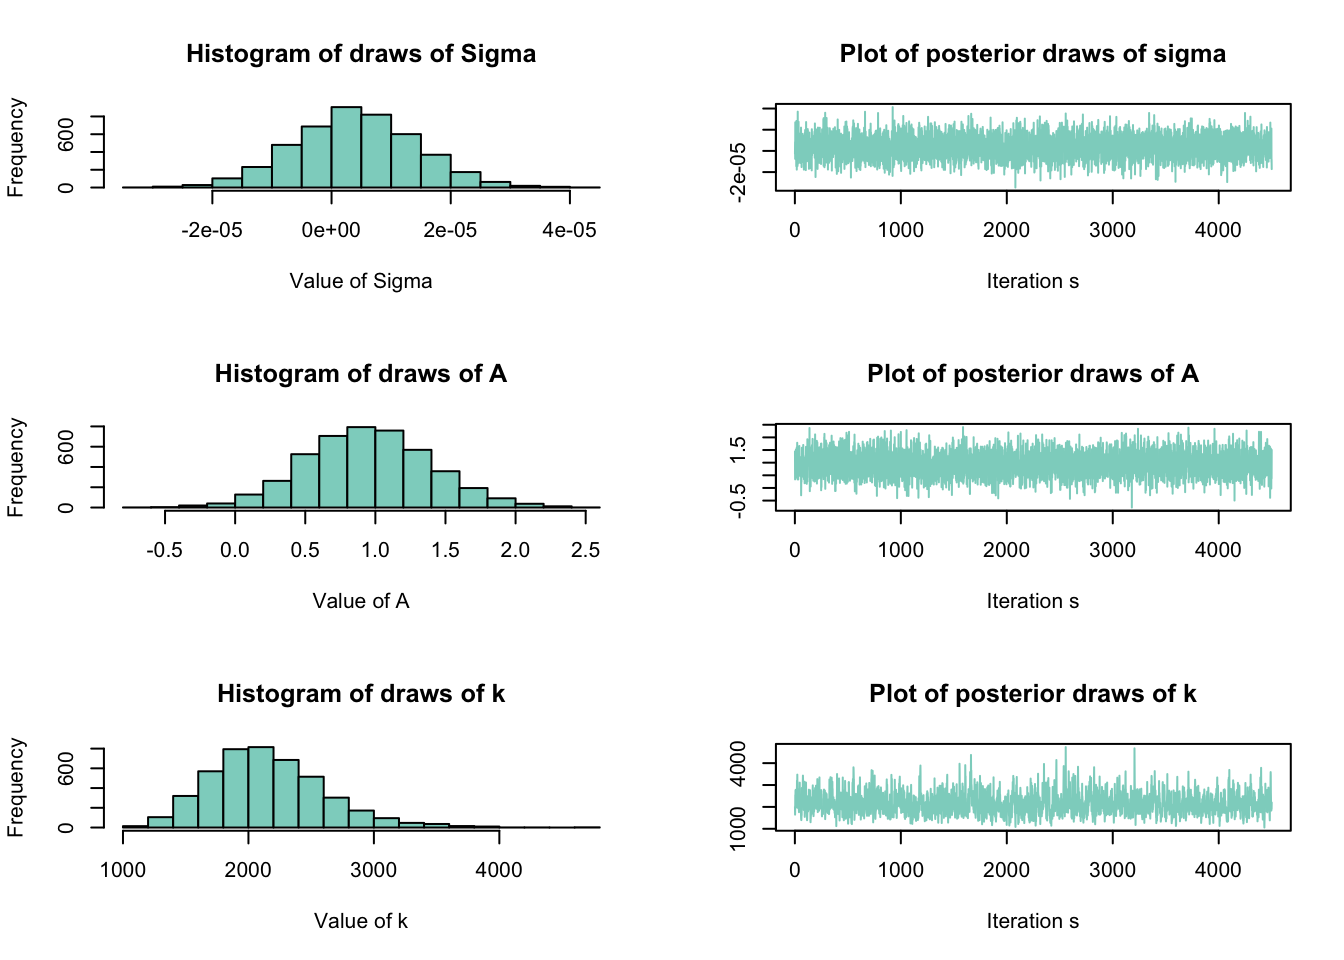 Histogram of draws of Sigma
Frequency
0 600
-2e-05 0e+00 2e-05 4e-05
Value of Sigma
Plot of posterior draws of sigma
-2e-05
0 1000 2000 3000 4000
Iteration s
Histogram of draws of A
Frequency
0 600
-0.5 0.0 0.5 1.0 1.5 2.0 2.5
Value of A
Plot of posterior draws of A
-0.5 1.5
0 1000 2000 3000 4000
Iteration s
Histogram of draws of k
Frequency
0 600
1000 2000 3000 4000
Value of k
Plot of posterior draws of k
1000 4000
0 1000 2000 3000 4000
Iteration s